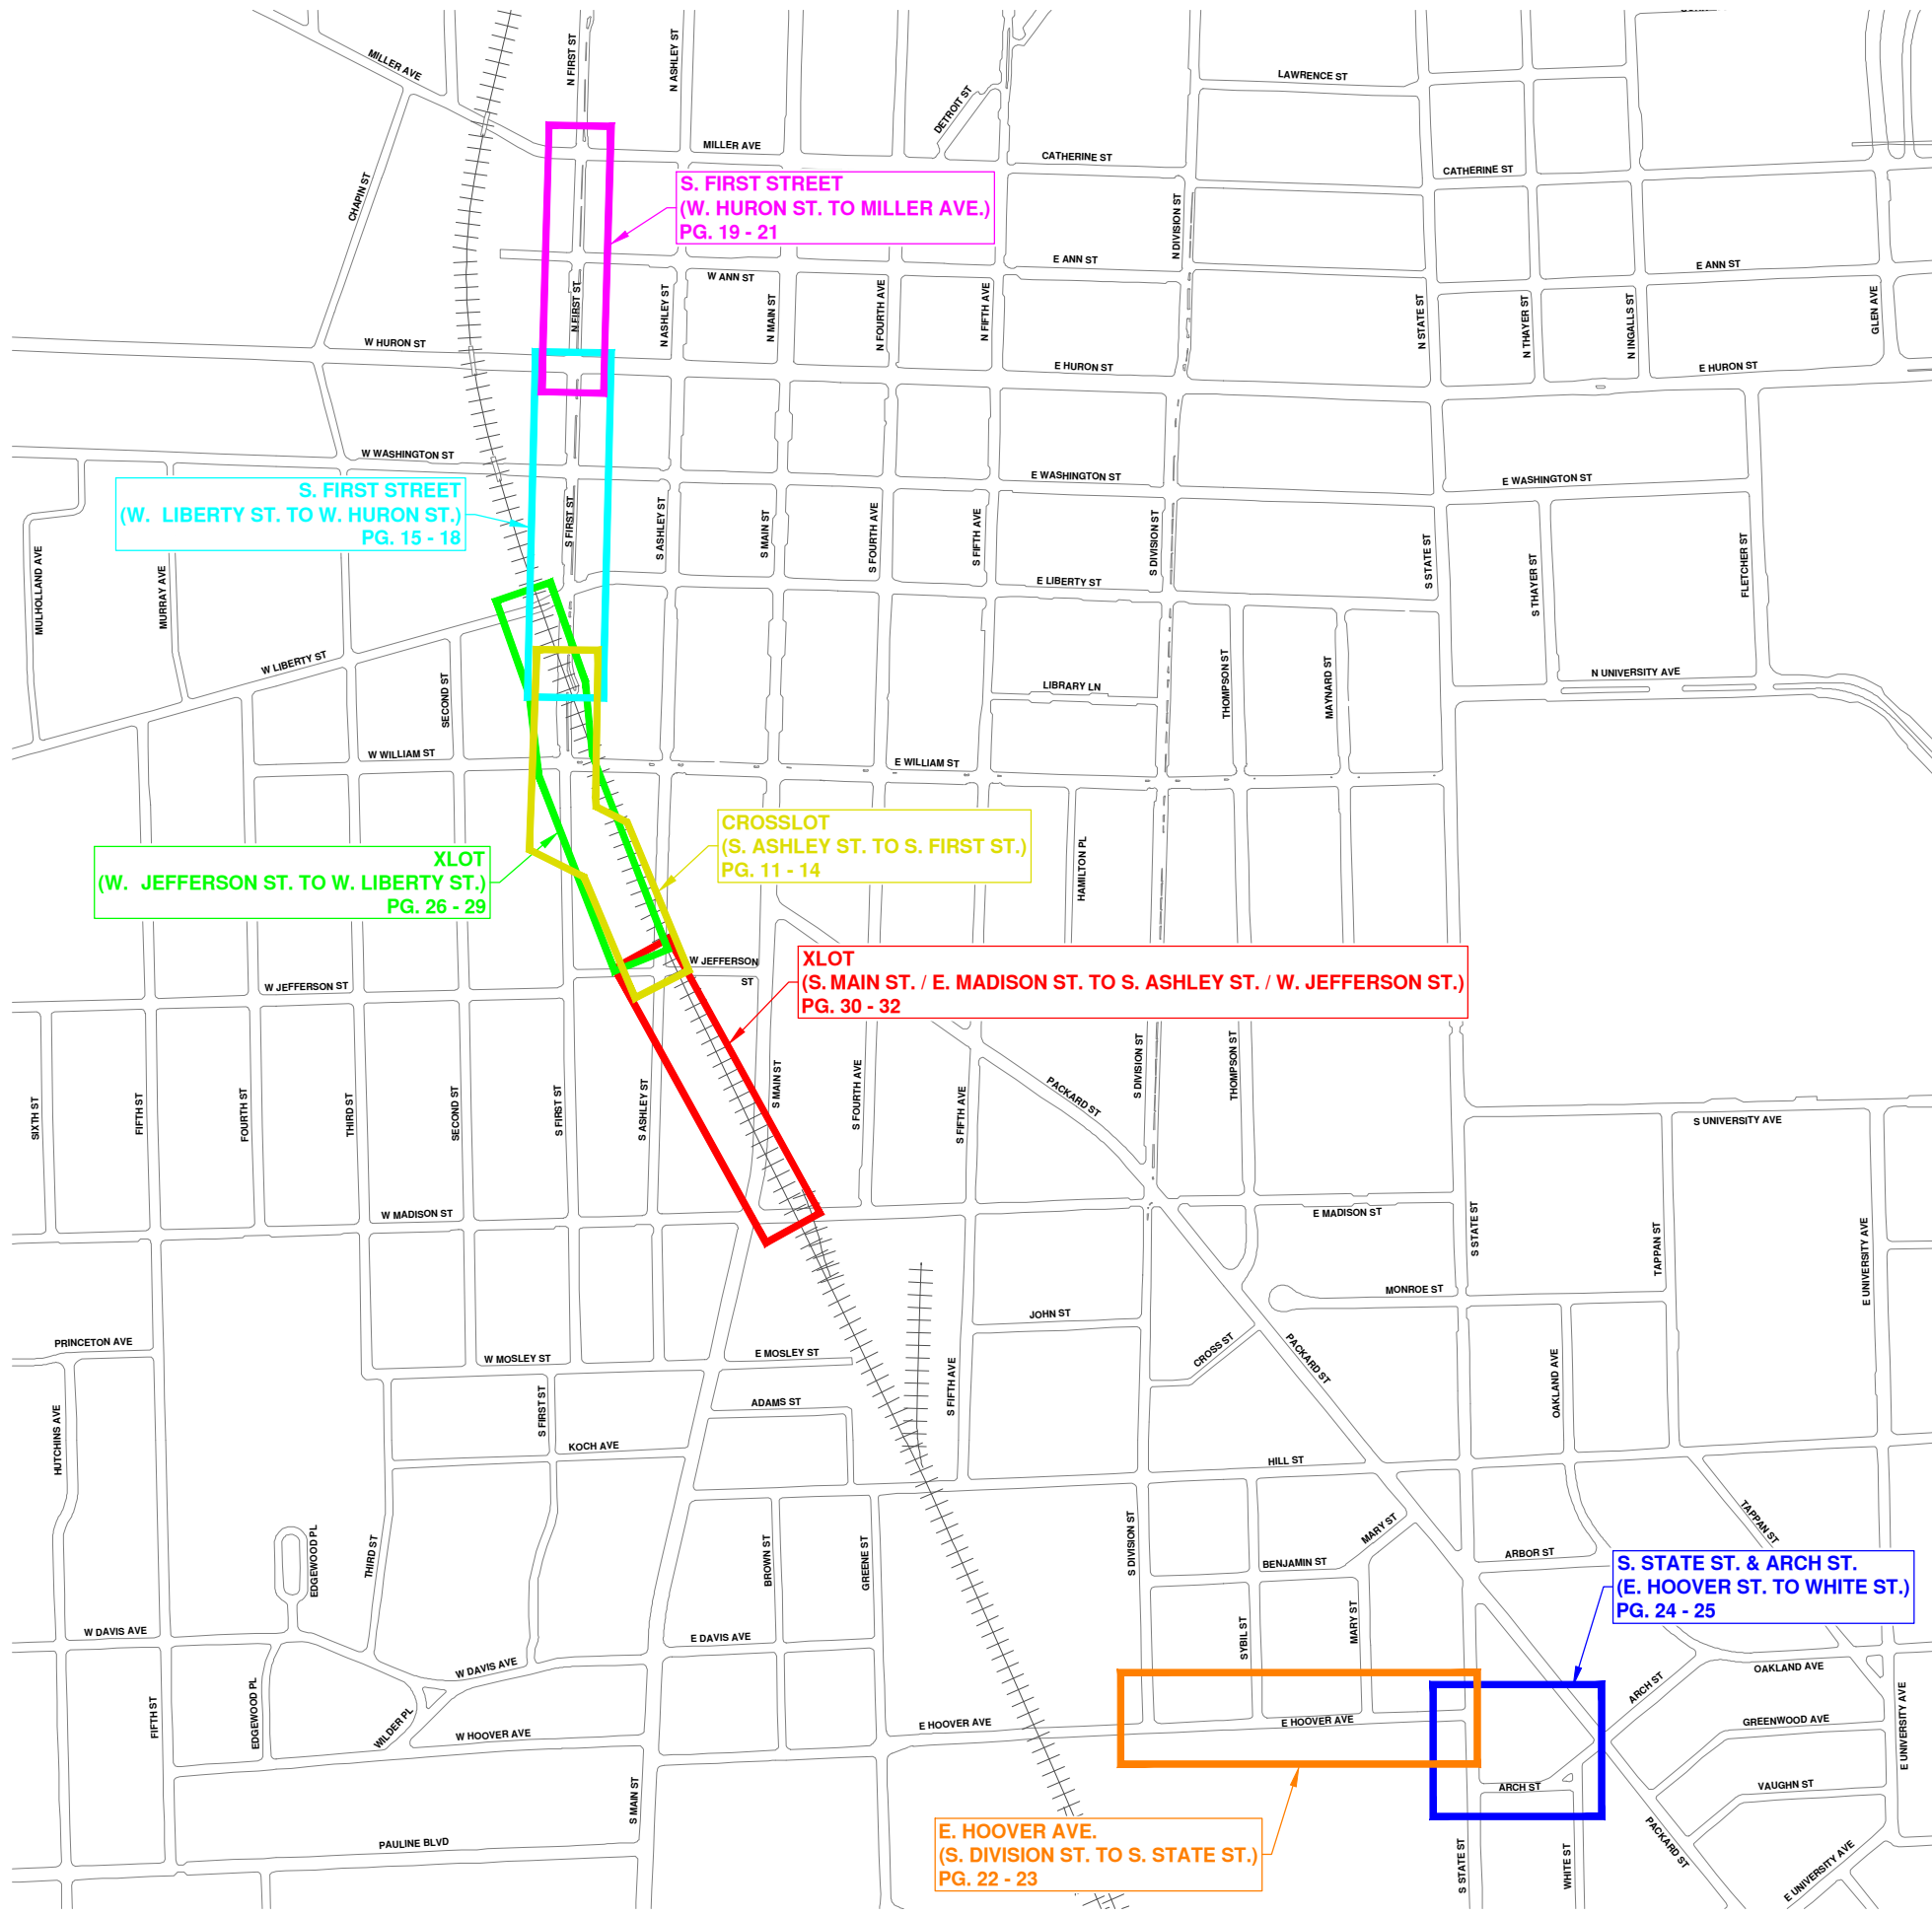 MILLER AVE
N FIRST ST
N ASHLEY ST
DETROIT ST
LAWRENCE ST
MILLER AVE
CATHERINE ST
CATHERINE ST
CHAPIN ST
S. FIRST STREET
(W. HURON ST. TO MILLER AVE.)
PG. 19 - 21
N DIVISION ST
E ANN ST
E ANN ST
W ANN ST
N FIRST ST
N ASHLEY ST
N MAIN ST
N FOURTH AVE
N FIFTH AVE
N STATE ST
N THAYER ST
N INGALLS ST
GLEN AVE
W HURON ST
E HURON ST
E HURON ST
W WASHINGTON ST
E WASHINGTON ST
E WASHINGTON ST
S. FIRST STREET
(W.  LIBERTY ST. TO W. HURON ST.)
PG. 15 - 18
S FIRST ST
S ASHLEY ST
S MAIN ST
S FOURTH AVE
S FIFTH AVE
S DIVISION ST
S STATE ST
S THAYER ST
FLETCHER ST
MULHOLLAND AVE
MURRAY AVE
E LIBERTY ST
W LIBERTY ST
SECOND ST
LIBRARY LN
THOMPSON ST
MAYNARD ST
N UNIVERSITY AVE
W WILLIAM ST
E WILLIAM ST
CROSSLOT
(S. ASHLEY ST. TO S. FIRST ST.)
PG. 11 - 14
HAMILTON PL
XLOT
(W.  JEFFERSON ST. TO W. LIBERTY ST.)
PG. 26 - 29
W JEFFERSON
ST
W JEFFERSON ST
XLOT
(S. MAIN ST. / E. MADISON ST. TO S. ASHLEY ST. / W. JEFFERSON ST.)
PG. 30 - 32
SIXTH ST
FIFTH ST
FOURTH ST
THIRD ST
SECOND ST
S FIRST ST
S ASHLEY ST
S MAIN ST
S FOURTH AVE
S FIFTH AVE
PACKARD ST
S DIVISION ST
THOMPSON ST
S UNIVERSITY AVE
W MADISON ST
E MADISON ST
S STATE ST
TAPPAN ST
E UNIVERSITY AVE
MONROE ST
JOHN ST
PRINCETON AVE
W MOSLEY ST
E MOSLEY ST
CROSS ST
PACKARD ST
OAKLAND AVE
HUTCHINS AVE
S FIRST ST
ADAMS ST
S FIFTH AVE
KOCH AVE
HILL ST
EDGEWOOD PL
THIRD ST
BROWN ST
GREENE ST
S DIVISION ST
MARY ST
BENJAMIN ST
ARBOR ST
TAPPAN ST
S. STATE ST. & ARCH ST.
(E. HOOVER ST. TO WHITE ST.)
PG. 24 - 25
W DAVIS AVE
E DAVIS AVE
SYBIL ST
MARY ST
W DAVIS AVE
OAKLAND AVE
ARCH ST
FIFTH ST
EDGEWOOD PL
WILDER PL
W HOOVER AVE
E HOOVER AVE
E HOOVER AVE
GREENWOOD AVE
E UNIVERSITY AVE
ARCH ST
VAUGHN ST
S MAIN ST
PAULINE BLVD
E. HOOVER AVE.
(S. DIVISION ST. TO S. STATE ST.)
PG. 22 - 23
S STATE ST
WHITE ST
PACKARD ST
E UNIVERSITY AVE